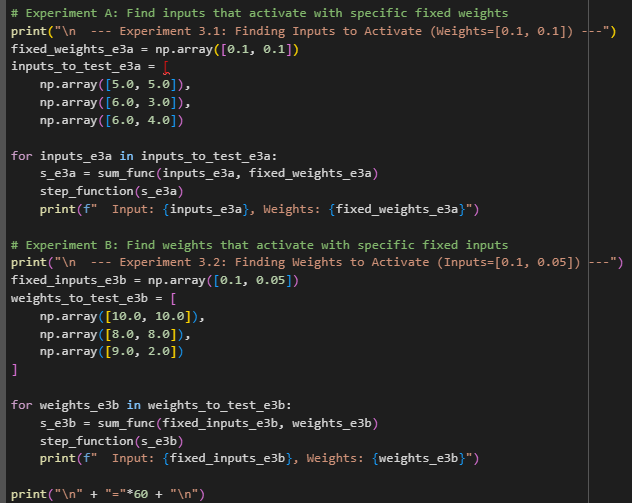 # Experiment A: Find inputs that activate with specific fixed weights
print("\n  --- Experiment 3.1: Finding Inputs to Activate (Weights=[0.1, 0.1]) ---")
fixed_weights_e3a = np.array([0.1, 0.1])
inputs_to_test_e3a = [
    np.array([5.0, 5.0]),
    np.array([6.0, 3.0]),
    np.array([6.0, 4.0])

for inputs_e3a in inputs_to_test_e3a:
    s_e3a = sum_func(inputs_e3a, fixed_weights_e3a)
    step_function(s_e3a)
    print(f"  Input: {inputs_e3a}, Weights: {fixed_weights_e3a}")

# Experiment B: Find weights that activate with specific fixed inputs
print("\n  --- Experiment 3.2: Finding Weights to Activate (Inputs=[0.1, 0.05]) ---")
fixed_inputs_e3b = np.array([0.1, 0.05])
weights_to_test_e3b = [
    np.array([10.0, 10.0]),
    np.array([8.0, 8.0]),
    np.array([9.0, 2.0])
]

for weights_e3b in weights_to_test_e3b:
    s_e3b = sum_func(fixed_inputs_e3b, weights_e3b)
    step_function(s_e3b)
    print(f"  Input: {fixed_inputs_e3b}, Weights: {weights_e3b}")

print("\n" + "="*60 + "\n")